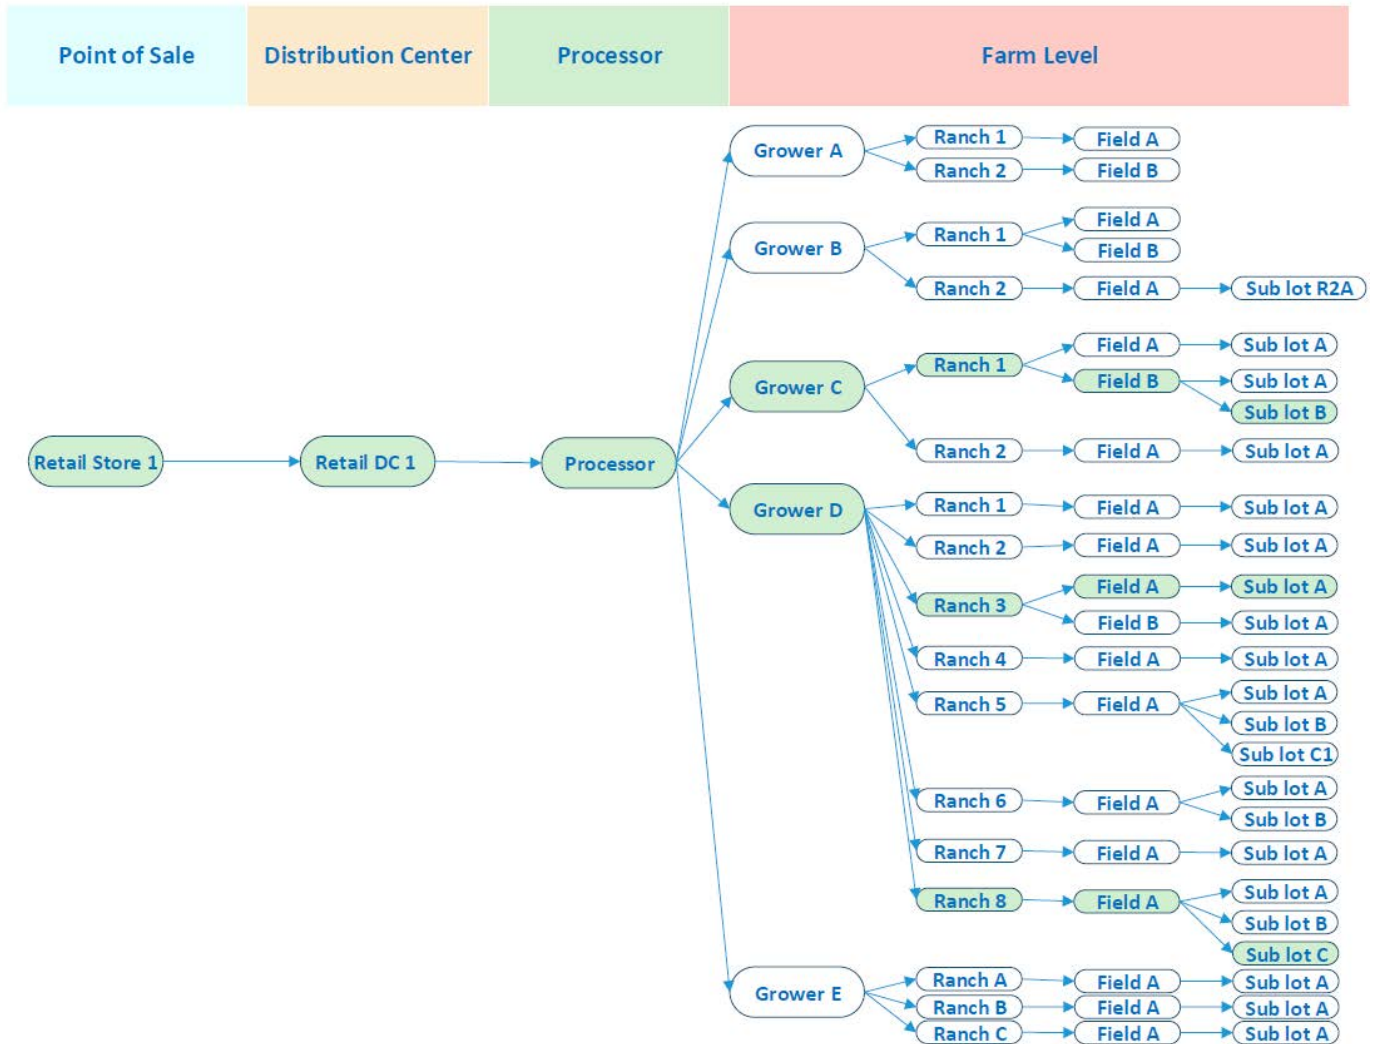 Point of Sale
Distribution Center
Processor
Farm Level
Grower A
Ranch 1
Field A
Ranch 2
Field B
Grower B
Ranch 1
Field A
Field B
Ranch 2
Field A
Sub lot R2A
Grower C
Ranch 1
Field A
Sub lot A
Field B
Sub lot A
Sub lot B
Ranch 2
Field A
Sub lot A
Retail Store 1
Retail DC 1
Processor
Grower D
Ranch 1
Field A
Sub lot A
Ranch 2
Field A
Sub lot A
Ranch 3
Field A
Sub lot A
Field B
Sub lot A
Ranch 4
Field A
Sub lot A
Ranch 5
Field A
Sub lot A
Sub lot B
Sub lot C1
Ranch 6
Field A
Sub lot A
Sub lot B
Ranch 7
Field A
Sub lot A
Ranch 8
Field A
Sub lot A
Sub lot B
Sub lot C
Grower E
Ranch A
Field A
Sub lot A
Ranch B
Field A
Sub lot A
Ranch C
Field A
Sub lot A